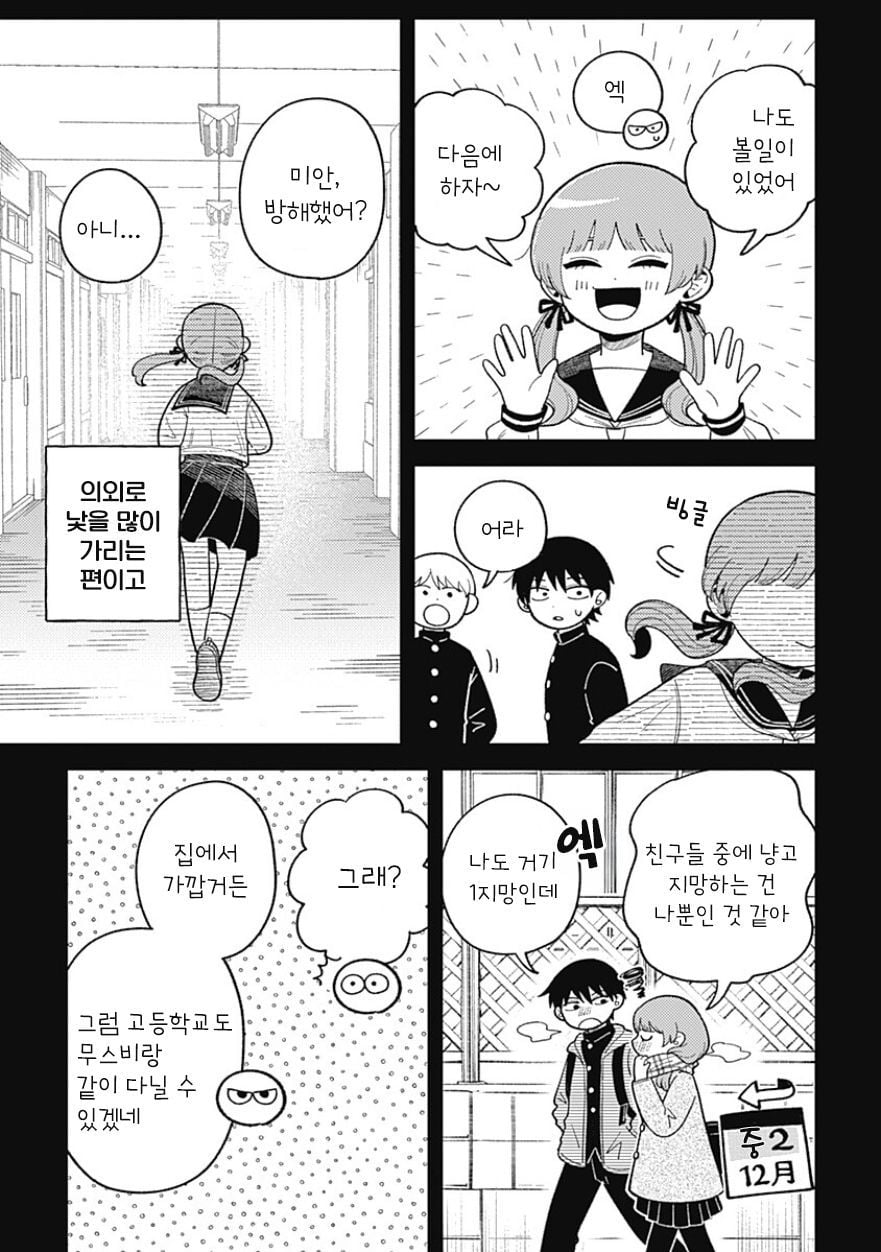 나도
볼일이
있었어
엑
다음에
하자~
빙글
어라
미안,
방해했어?
아니...
의외로
낯을 많이
가리는
편이고
친구들 중에 냥고
지망하는 건
나뿐인 것 같아
엑
나도 거기
1지망인데
중2
12月
그래?
집에서
가깝거든
그럼 고등학교도
무스비랑
같이 다닐 수
있겠네